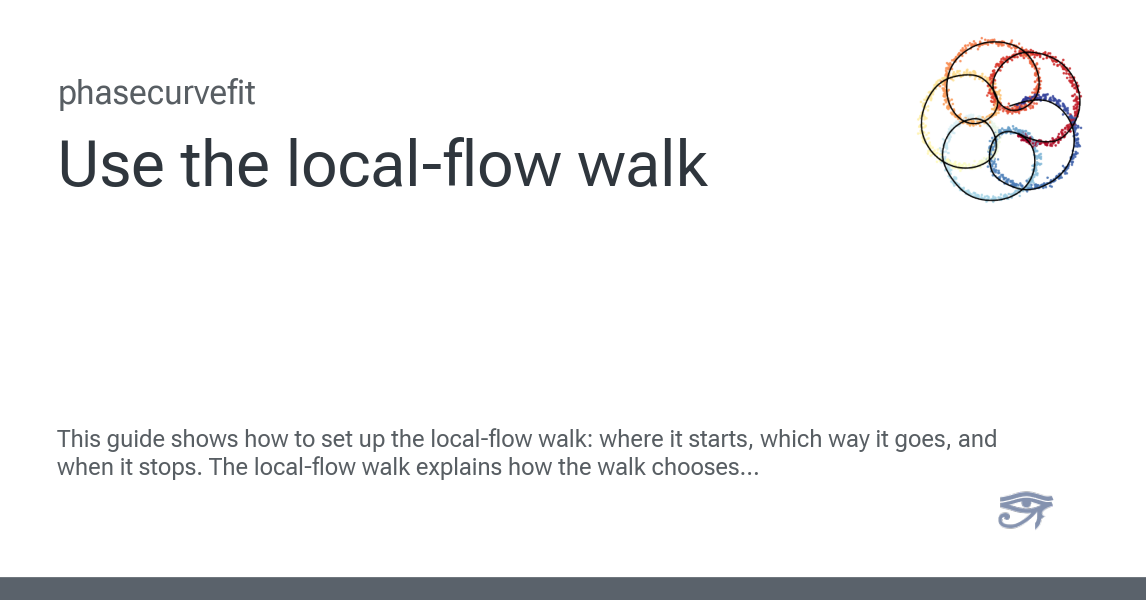 phasecurvefit
Use the local-flow walk
This guide shows how to set up the local-flow walk: where it starts, which way it goes, and
when it stops. The local-flow walk explains how the walk chooses...